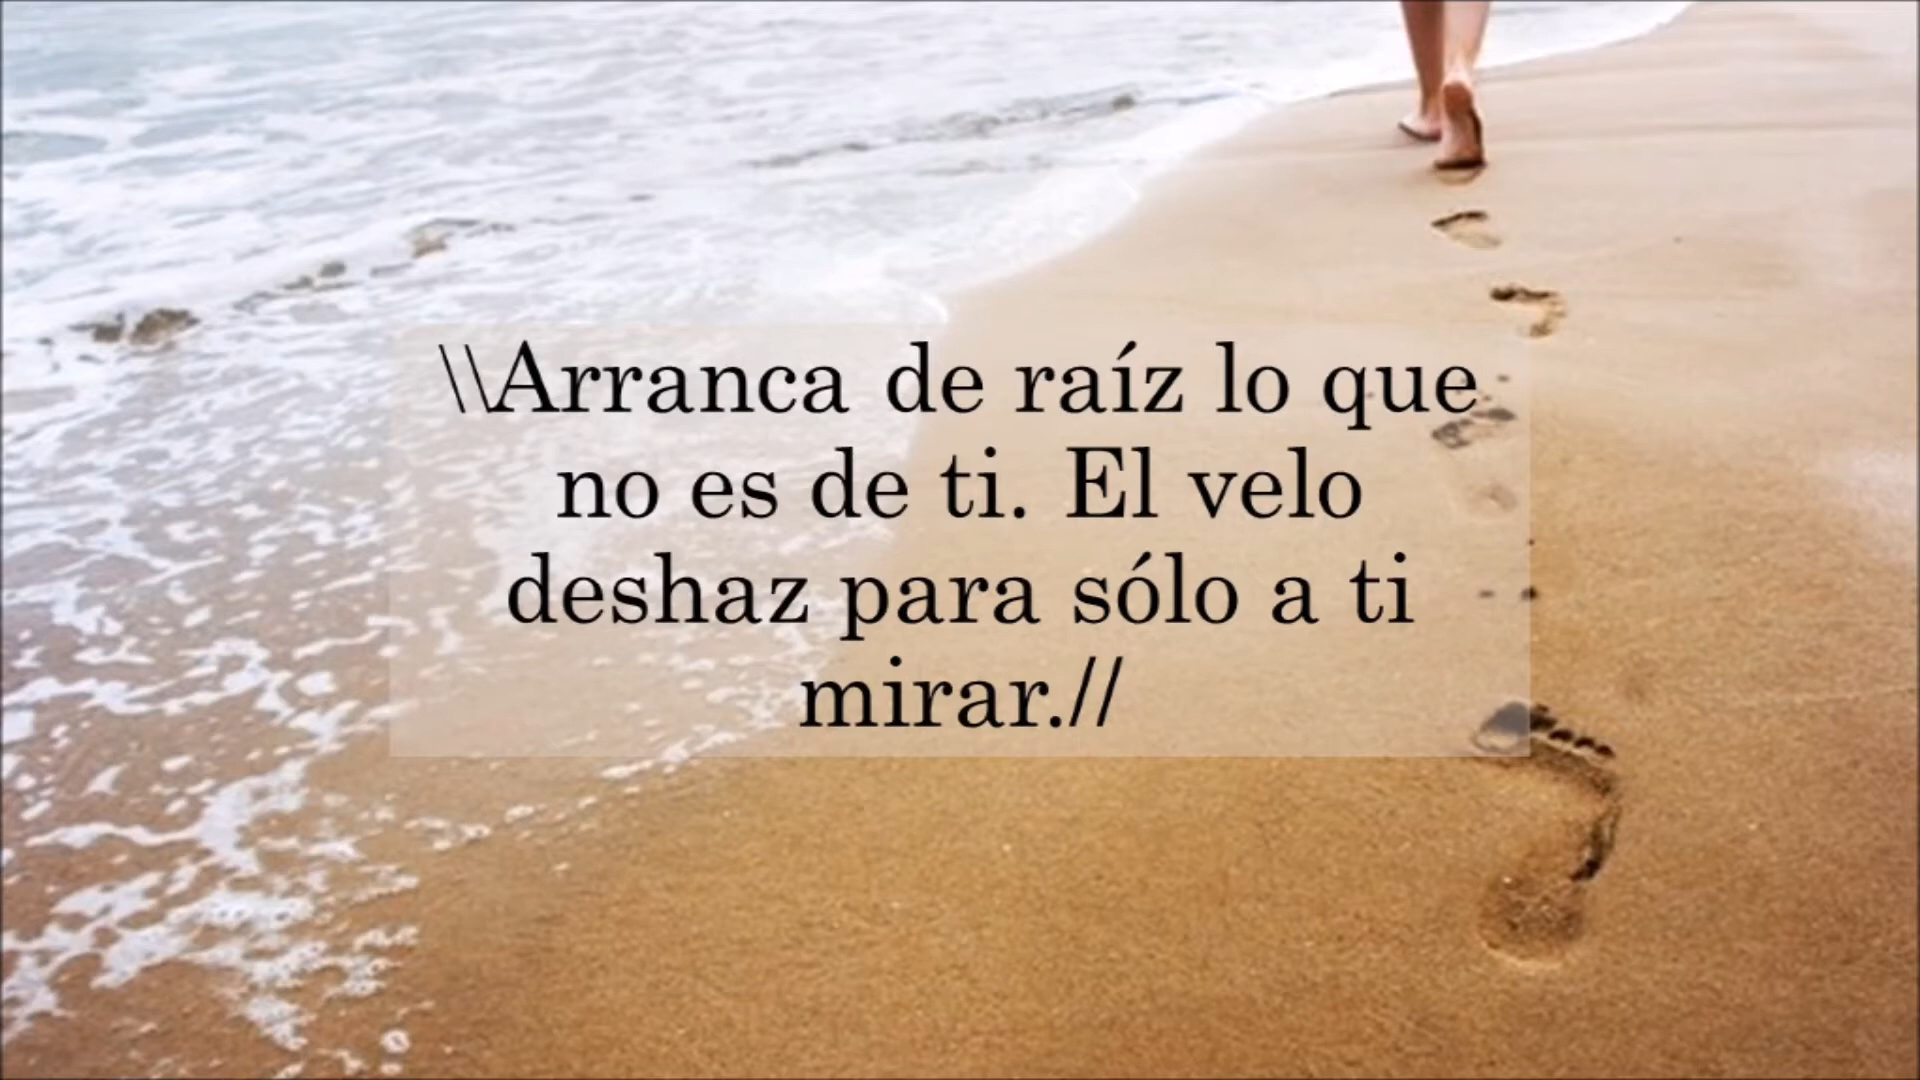 \\Arranca de raíz lo que
no es de ti. El velo
deshaz para sólo a ti
mirar.//